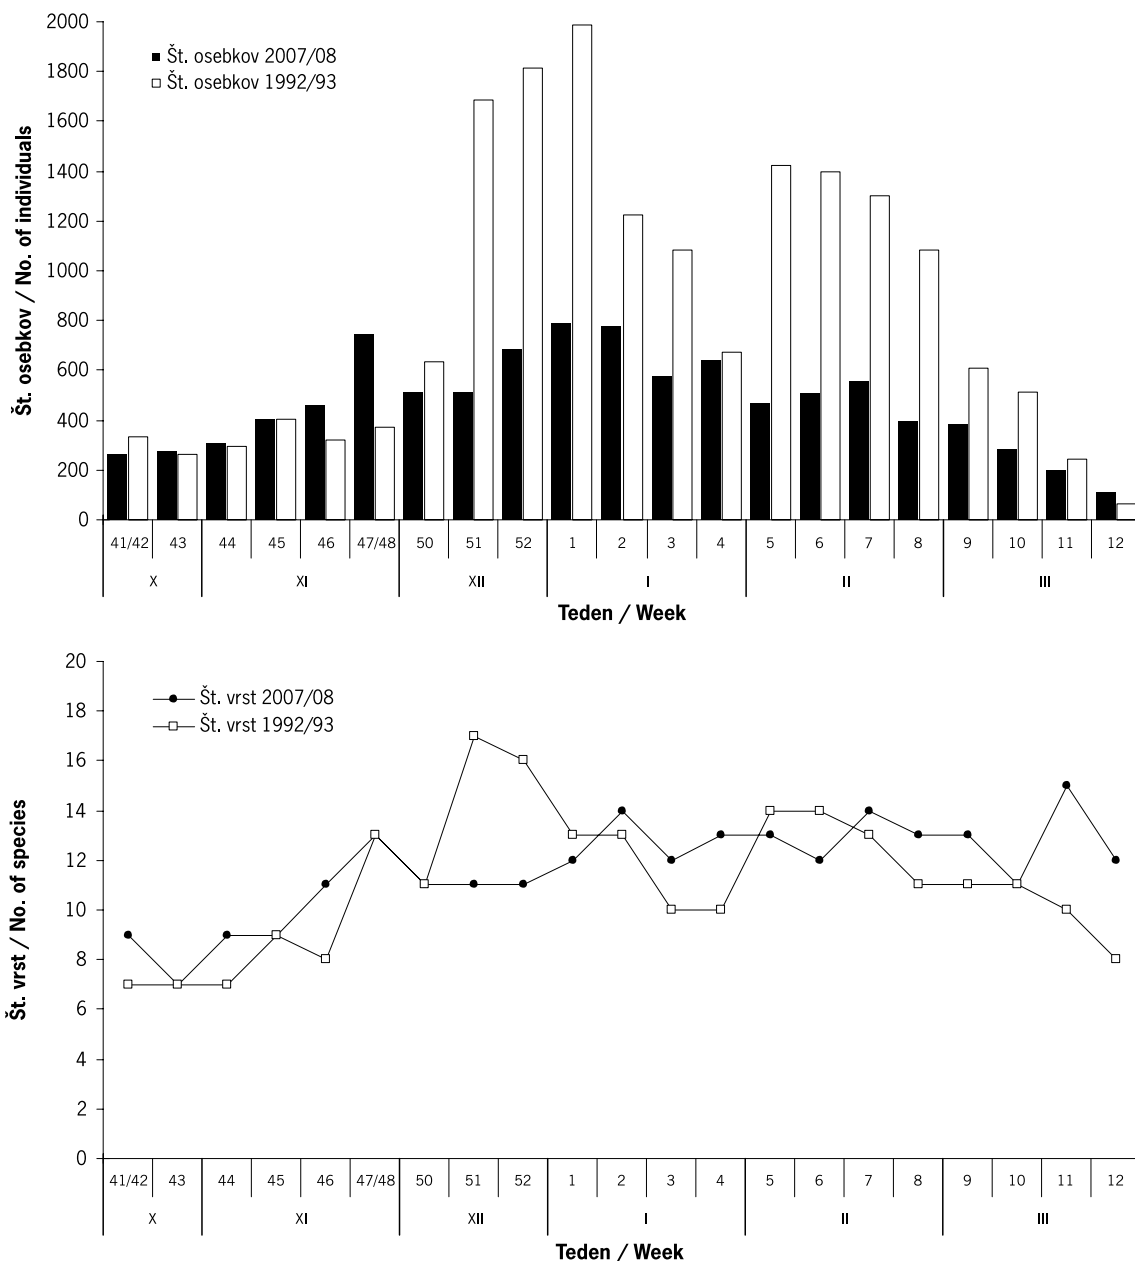 2000
1800
1600
1400
1200
1000
800
600
400
200
0
Št. osebkov / No. of individuals
Št. osebkov 2007/08
Št. osebkov 1992/93
41/42 43 44 45 46 47/48 50 51 52 1 2 3 4 5 6 7 8 9 10 11 12
X XI XII I II III
Teden / Week
20
18
16
14
12
10
8
6
4
2
0
Št. vrst / No. of species
Št. vrst 2007/08
Št. vrst 1992/93
41/42 43 44 45 46 47/48 50 51 52 1 2 3 4 5 6 7 8 9 10 11 12
X XI XII I II III
Teden / Week